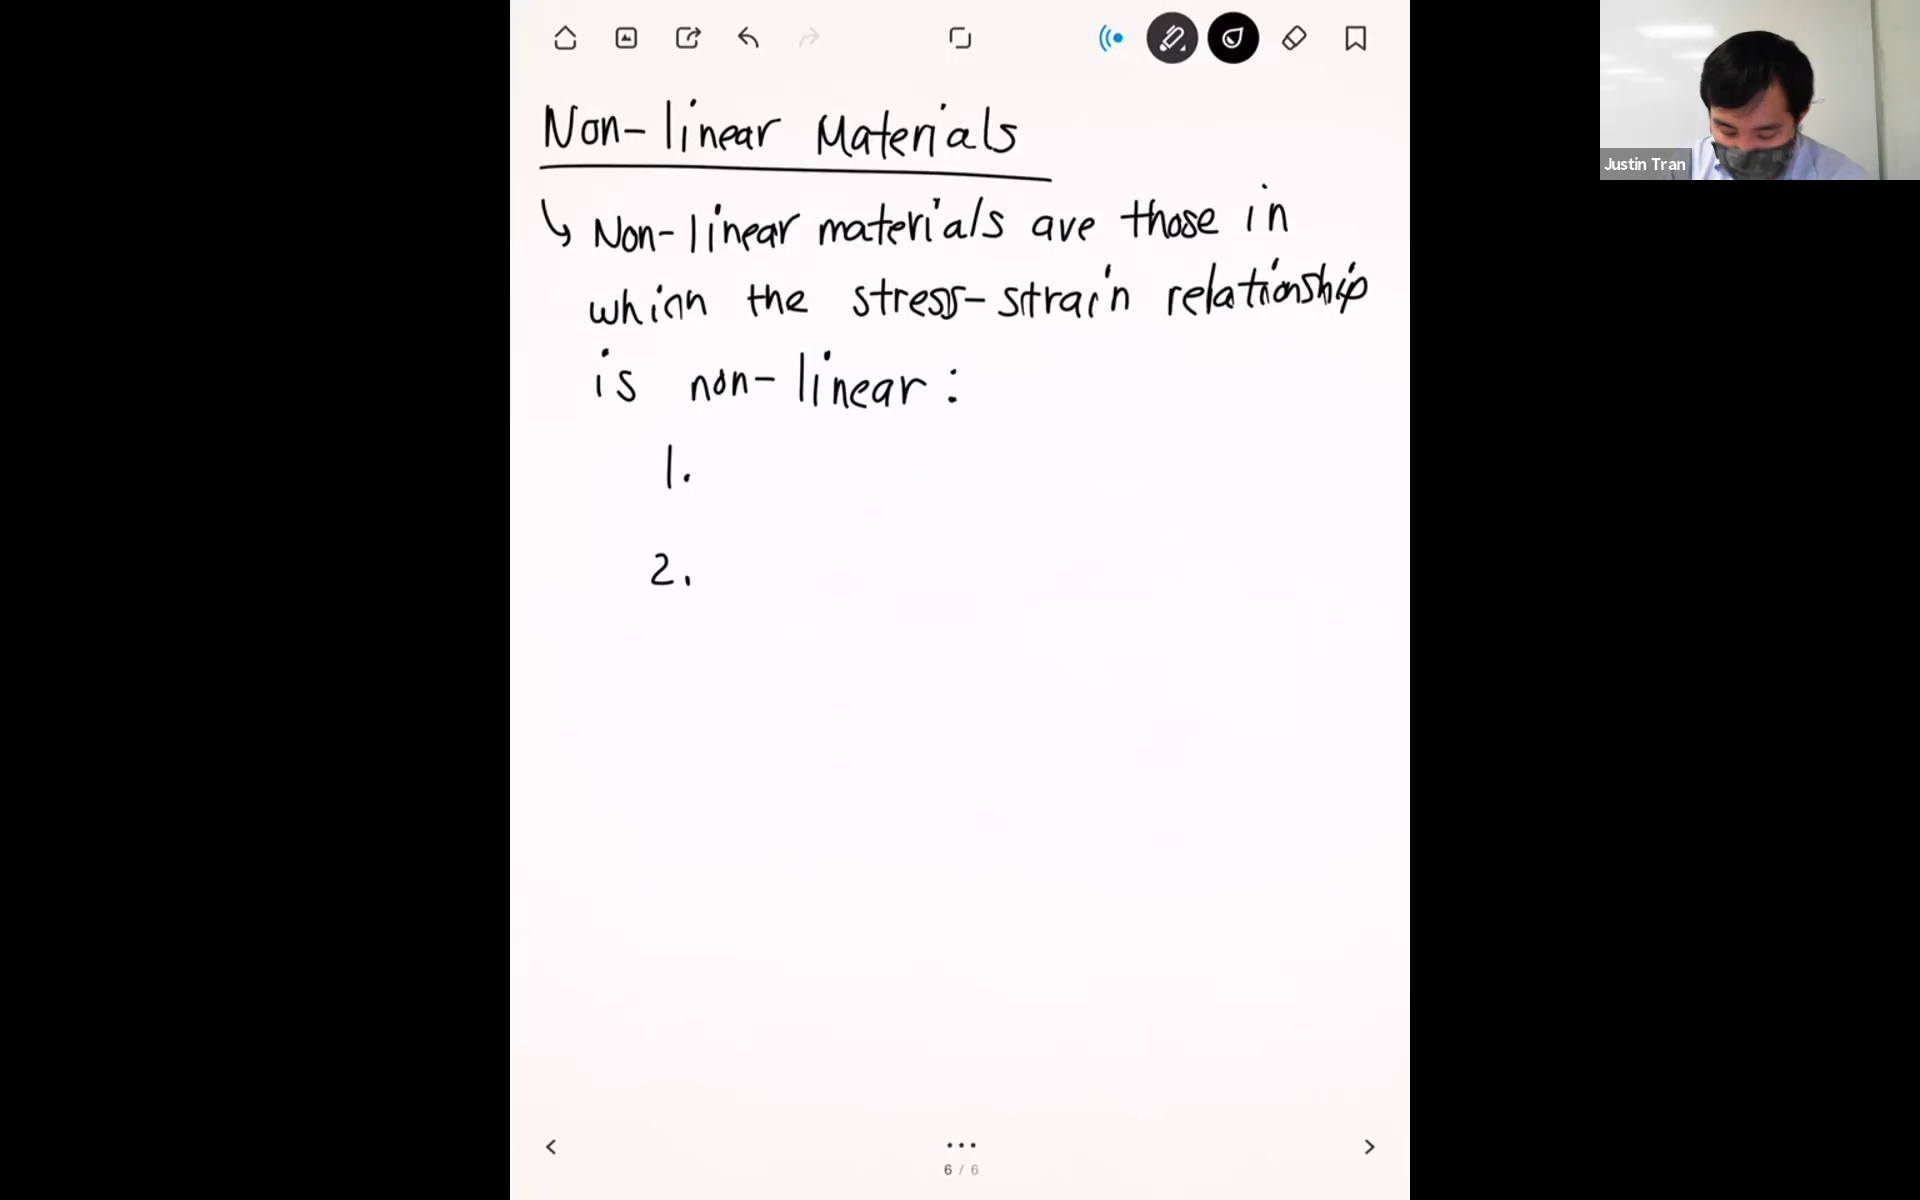 Non-linear Materials
↳ Non-linear materials are those in
which the stress-strain relationship
is non-linear:
1.
2.
6 / 6
Justin Tran